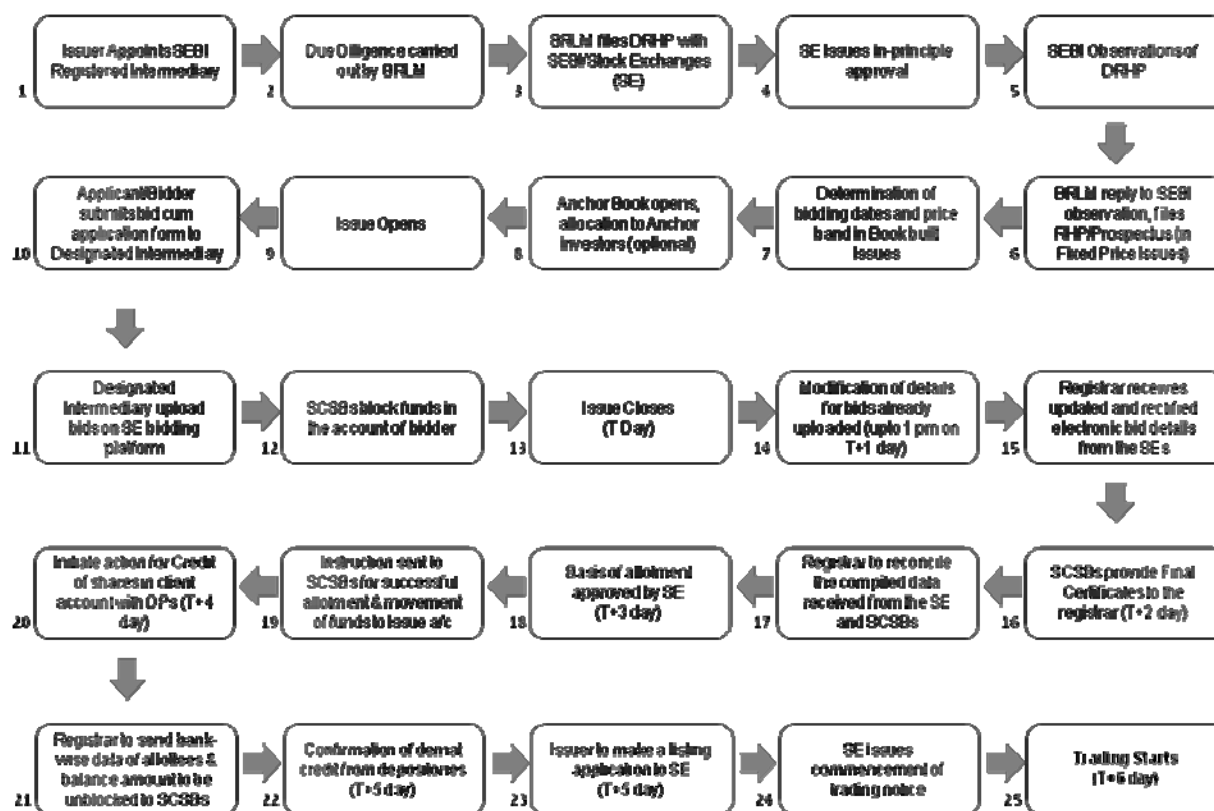 Issuer Appoints SEBI
Registered Intermediary
1
Due Diligence carried
out by BRLM
2
BRLM files DRHP with
SEBI/Stock Exchanges
(SE)
3
SE Issues in-principle
approval
4
SEBI Observations of
DRHP
5
BRLM reply to SEBI
observation, files
RHP/Prospectus (in
Fixed Price Issues)
6
Determination of
bidding dates and price
band in Book built
Issues
7
Anchor Book opens,
allocation to Anchor
investors (optional)
8
Issue Opens
9
Applicant/Bidder
submits bid cum
application form to
Designated Intermediary
10
Designated
Intermediary upload
bids on SE bidding
platform
11
SCSBs block funds in
the account of bidder
12
Issue Closes
(T Day)
13
Modification of details
for bids already
uploaded (upto 1 pm on
T+1 day)
14
Registrar receives
updated and rectified
electronic bid details
from the SEs
15
SCSBs provide Final
Certificates to the
registrar (T+2 day)
16
Registrar to reconcile
the compiled data
received from the SE
and SCSBs
17
Basis of allotment
approved by SE
(T+3 day)
18
Instruction sent to
SCSBs for successful
allotment & movement
of funds to Issue a/c
19
Initiate action for Credit
of shares in client
account with DPs (T+4
day)
20
Registrar to send bank-
wise data of allottees &
balance amount to be
unblocked to SCSBs
21
Confirmation of demat
credit from depositories
(T+5 day)
22
Issuer to make a listing
application to SE
(T+5 day)
23
SE issues
commencement of
trading notice
24
Trading Starts
(T+6 day)
25